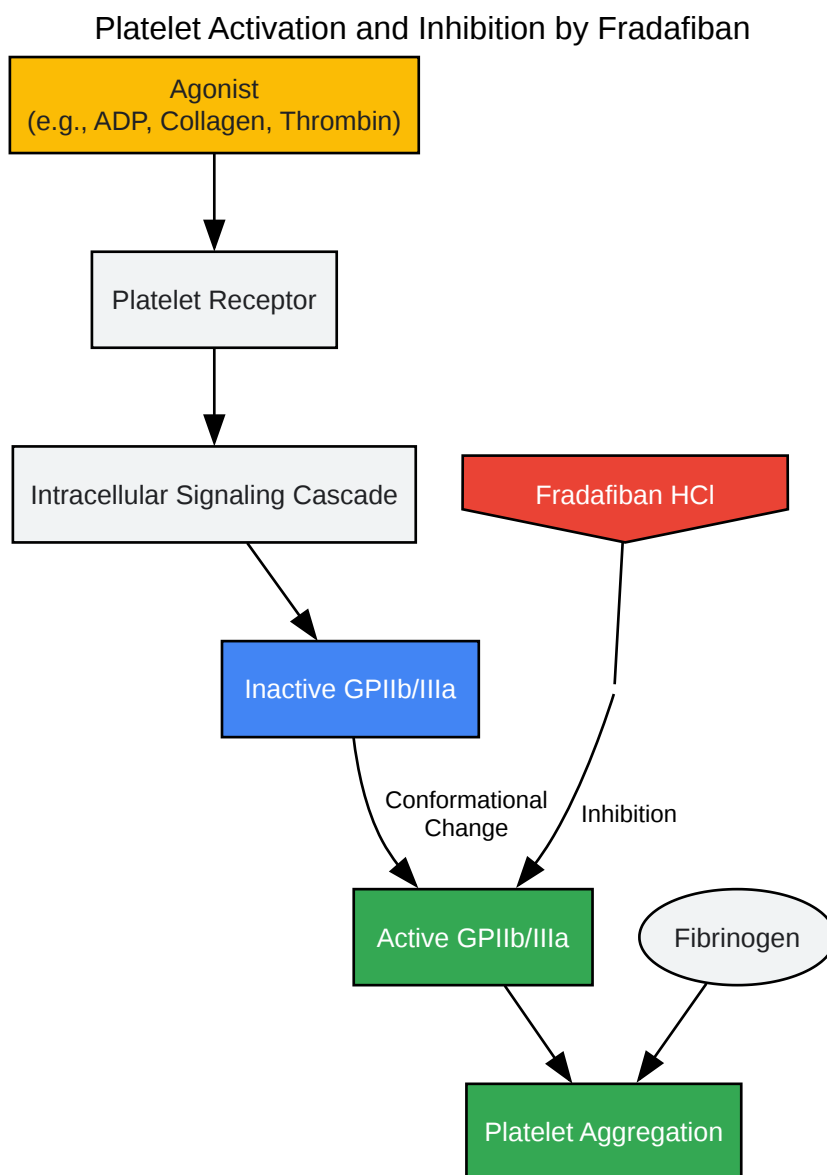 Platelet Activation and Inhibition by Fradafiban
Agonist
(e.g., ADP, Collagen, Thrombin)
Platelet Receptor
Intracellular Signaling Cascade
Fradafiban HCl
Inactive GPIIb/IIIa
Conformational
Change
Inhibition
Active GPIIb/IIIa
Fibrinogen
Platelet Aggregation